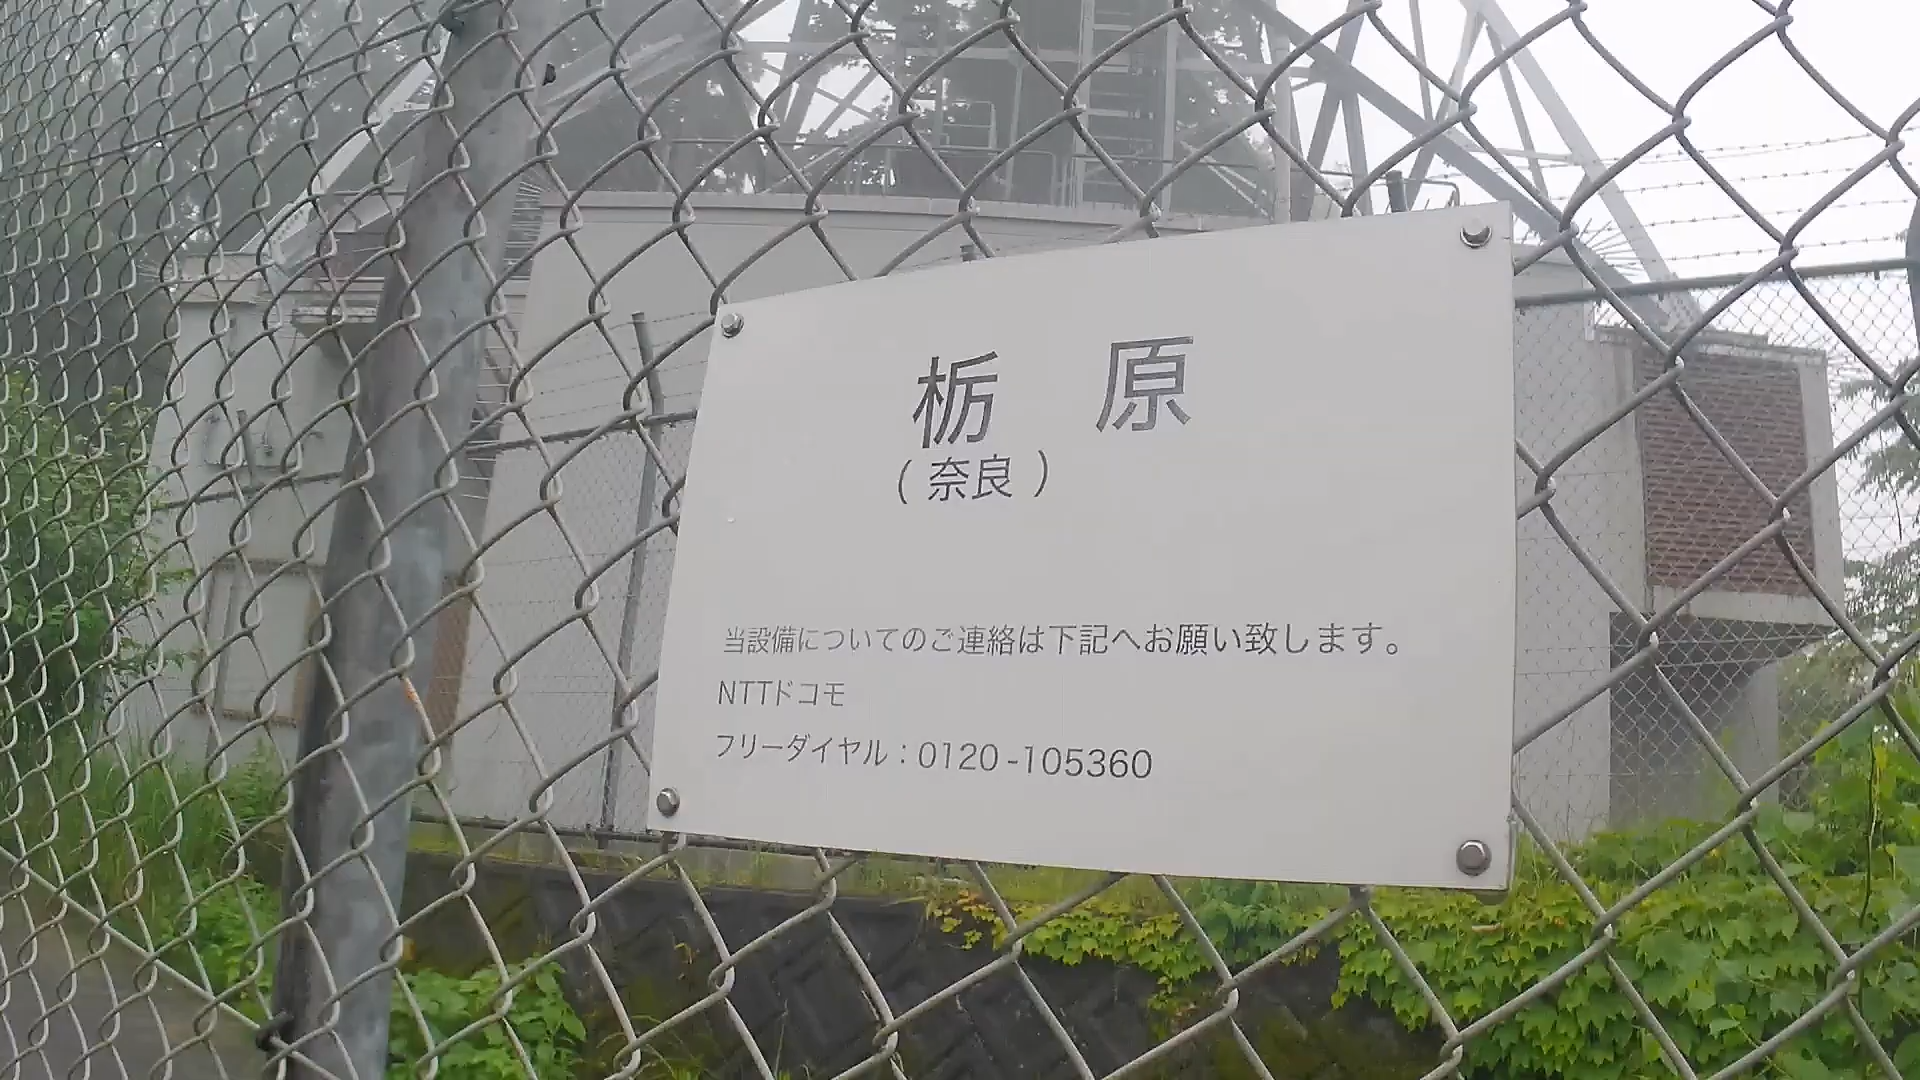 栃 原
(奈良)
当設備についてのご連絡は下記へお願い致します。
NTTドコモ
フリーダイヤル：0120-105360